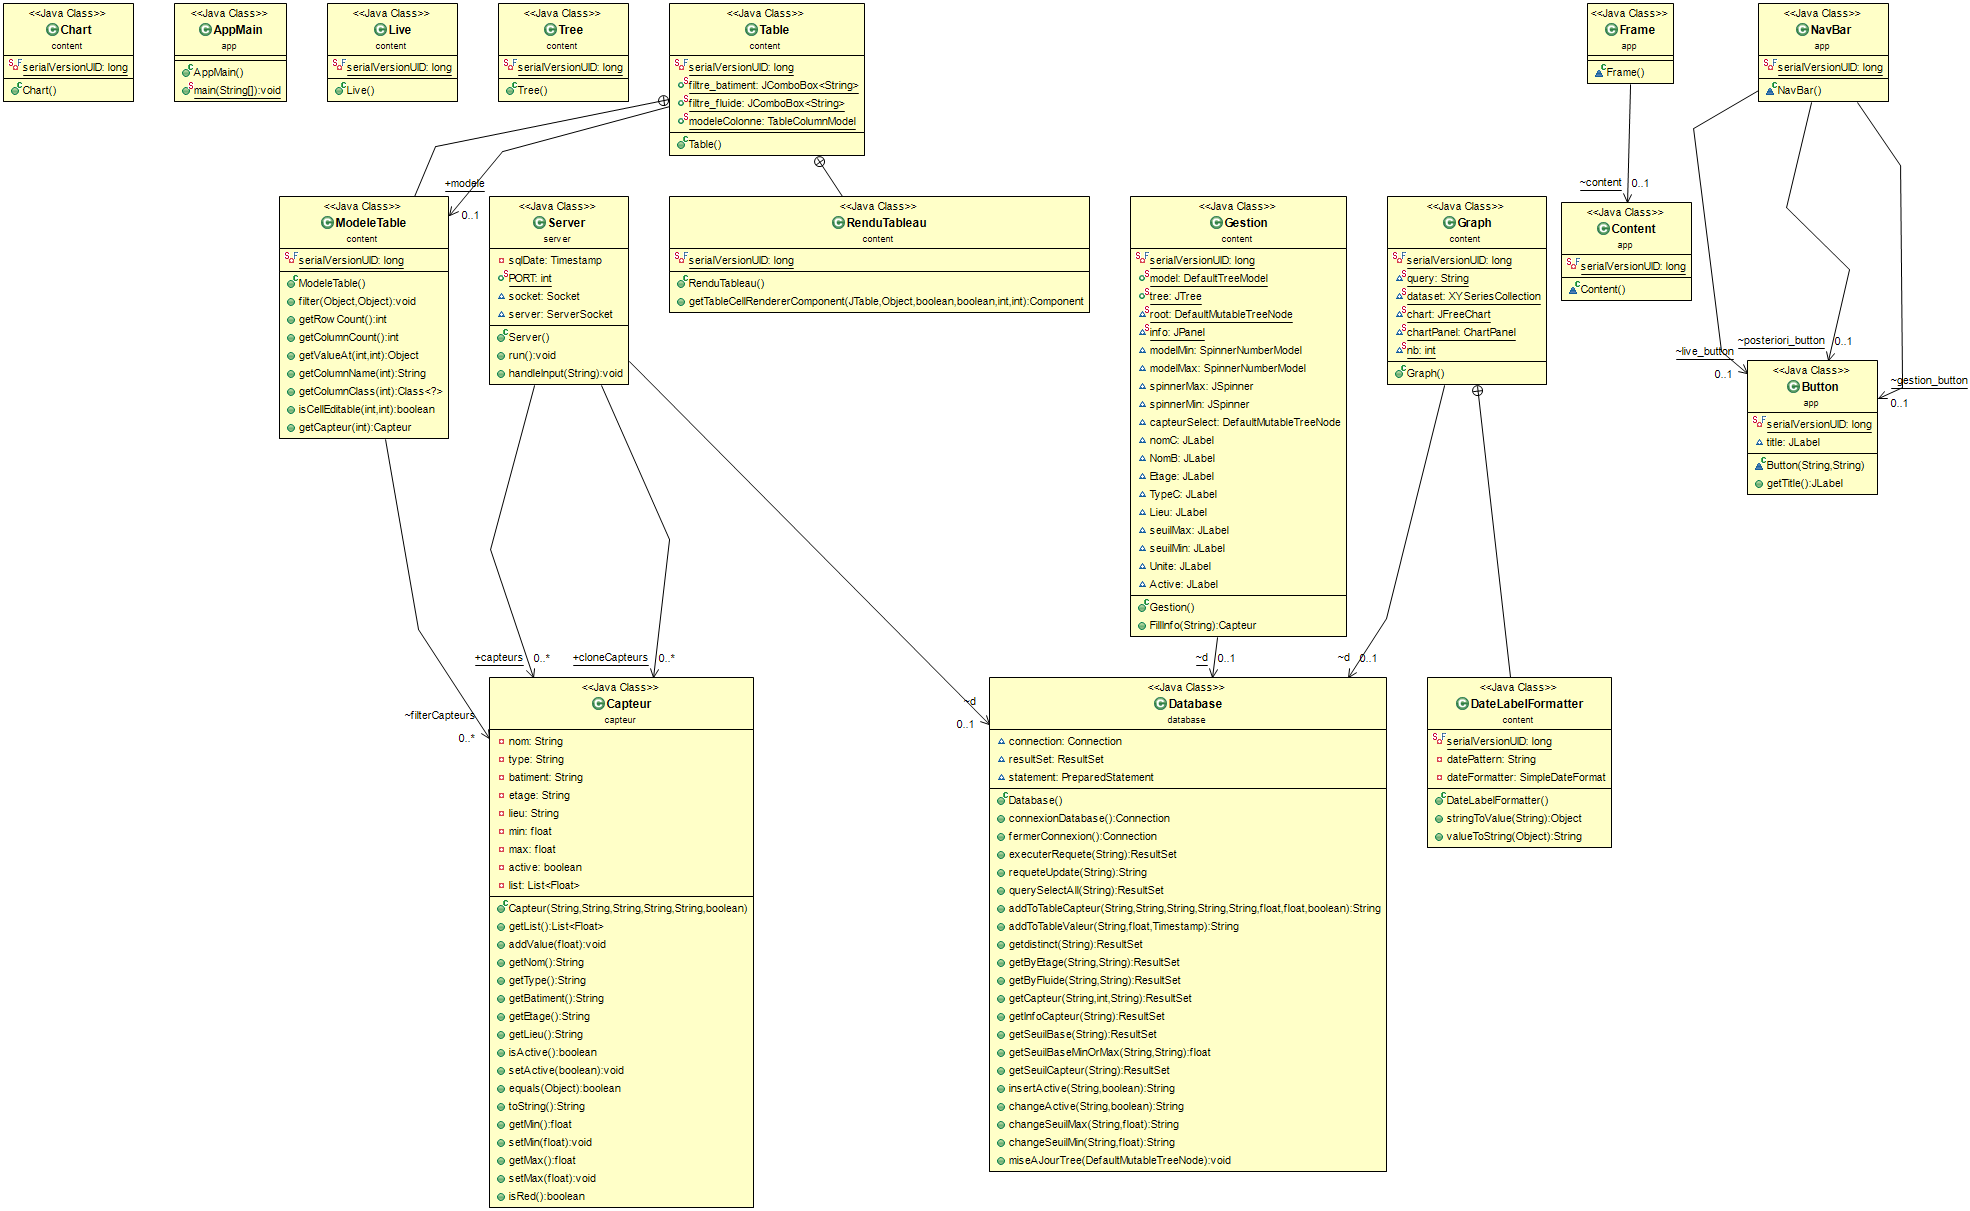 <<Java Class>>
Chart
content
serialVersionUID: long
Chart()
<<Java Class>>
AppMain
app
AppMain()
main(String[]):void
<<Java Class>>
Live
content
serialVersionUID: long
Live()
<<Java Class>>
Tree
content
serialVersionUID: long
Tree()
<<Java Class>>
Table
content
serialVersionUID: long
filtre_batiment: JComboBox<String>
filtre_fluide: JComboBox<String>
modeleColonne: TableColumnModel
Table()
<<Java Class>>
Frame
app
Frame()
<<Java Class>>
NavBar
app
serialVersionUID: long
NavBar()
+modele
0..1
~content
0..1
<<Java Class>>
ModeleTable
content
serialVersionUID: long
ModeleTable()
filter(Object,Object):void
getRowCount():int
getColumnCount():int
getValueAt(int,int):Object
getColumnName(int):String
getColumnClass(int):Class<?>
isCellEditable(int,int):boolean
getCapteur(int):Capteur
<<Java Class>>
Server
server
sqlDate: Timestamp
PORT: int
socket: Socket
server: ServerSocket
Server()
run():void
handleInput(String):void
<<Java Class>>
RenduTableau
content
serialVersionUID: long
RenduTableau()
getTableCellRendererComponent(JTable,Object,boolean,boolean,int,int):Component
<<Java Class>>
Gestion
content
serialVersionUID: long
model: DefaultTreeModel
tree: JTree
root: DefaultMutableTreeNode
info: JPanel
modelMin: SpinnerNumberModel
modelMax: SpinnerNumberModel
spinnerMax: JSpinner
spinnerMin: JSpinner
capteurSelect: DefaultMutableTreeNode
nomC: JLabel
NomB: JLabel
Etage: JLabel
TypeC: JLabel
Lieu: JLabel
seuilMax: JLabel
seuilMin: JLabel
Unite: JLabel
Active: JLabel
Gestion()
FillInfo(String):Capteur
<<Java Class>>
Graph
content
serialVersionUID: long
query: String
dataset: XYSeriesCollection
chart: JFreeChart
chartPanel: ChartPanel
nb: int
Graph()
<<Java Class>>
Content
app
serialVersionUID: long
Content()
~live_button
0..1
~posteriori_button
0..1
~gestion_button
0..1
<<Java Class>>
Button
app
serialVersionUID: long
title: JLabel
Button(String,String)
getTitle():JLabel
+capteurs
0..*
+cloneCapteurs
0..*
~d
0..1
~d
0..1
~filterCapteurs
0..*
~d
0..1
<<Java Class>>
Capteur
capteur
nom: String
type: String
batiment: String
etage: String
lieu: String
min: float
max: float
active: boolean
list: List<Float>
Capteur(String,String,String,String,String,boolean)
getList():List<Float>
addValue(float):void
getNom():String
getType():String
getBatiment():String
getEtage():String
getLieu():String
isActive():boolean
setActive(boolean):void
equals(Object):boolean
toString():String
getMin():float
setMin(float):void
getMax():float
setMax(float):void
isRed():boolean
<<Java Class>>
Database
database
connection: Connection
resultSet: ResultSet
statement: PreparedStatement
Database()
connexionDatabase():Connection
fermerConnexion():Connection
executerRequete(String):ResultSet
requeteUpdate(String):String
querySelectAll(String):ResultSet
addToTableCapteur(String,String,String,String,String,float,float,boolean):String
addToTableValeur(String,float,Timestamp):String
getdistinct(String):ResultSet
getByEtage(String,String):ResultSet
getByFluide(String,String):ResultSet
getCapteur(String,int,String):ResultSet
getInfoCapteur(String):ResultSet
getSeuilBase(String):ResultSet
getSeuilBaseMinOrMax(String,String):float
getSeuilCapteur(String):ResultSet
insertActive(String,boolean):String
changeActive(String,boolean):String
changeSeuilMax(String,float):String
changeSeuilMin(String,float):String
miseAJourTree(DefaultMutableTreeNode):void
<<Java Class>>
DateLabelFormatter
content
serialVersionUID: long
datePattern: String
dateFormatter: SimpleDateFormat
DateLabelFormatter()
stringToValue(String):Object
valueToString(Object):String